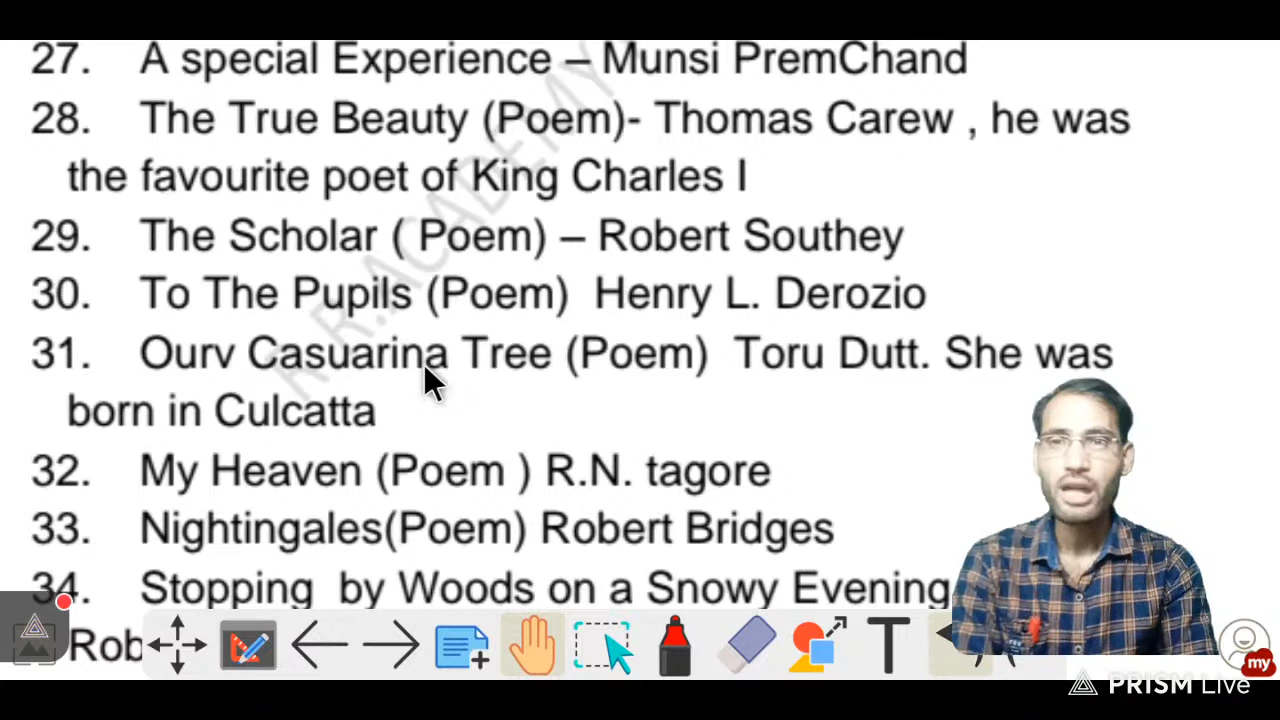 27. A special Experience – Munsi PremChand
28. The True Beauty (Poem)- Thomas Carew , he was
the favourite poet of King Charles I
29. The Scholar ( Poem) – Robert Southey
30. To The Pupils (Poem) Henry L. Derozio
31. Ourv Casuarina Tree (Poem) Toru Dutt. She was
born in Culcatta
32. My Heaven (Poem ) R.N. tagore
33. Nightingales(Poem) Robert Bridges
34. Stopping by Woods on a Snowy Evening
Rob
R.ACADEMY
T
my
PRISM Live